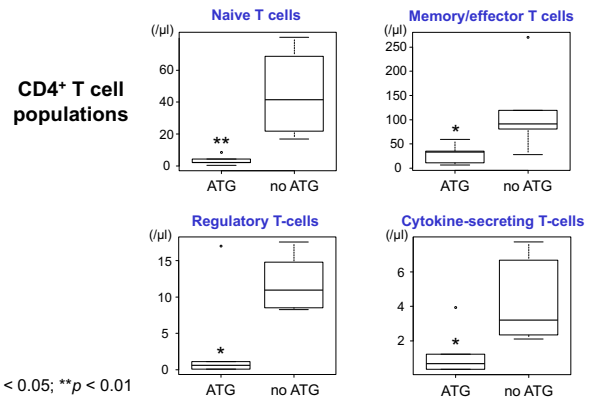 Naive T cells
Memory/effector T cells
(/µl)
(/µl)
CD4⁺ T cell
populations
60
40
20
0
**
ATG
no ATG
250
200
150
100
50
0
*
ATG
no ATG
Regulatory T-cells
Cytokine-secreting T-cells
(/µl)
(/µl)
15
10
5
0
*
ATG
no ATG
6
4
2
*
ATG
no ATG
< 0.05; **p < 0.01